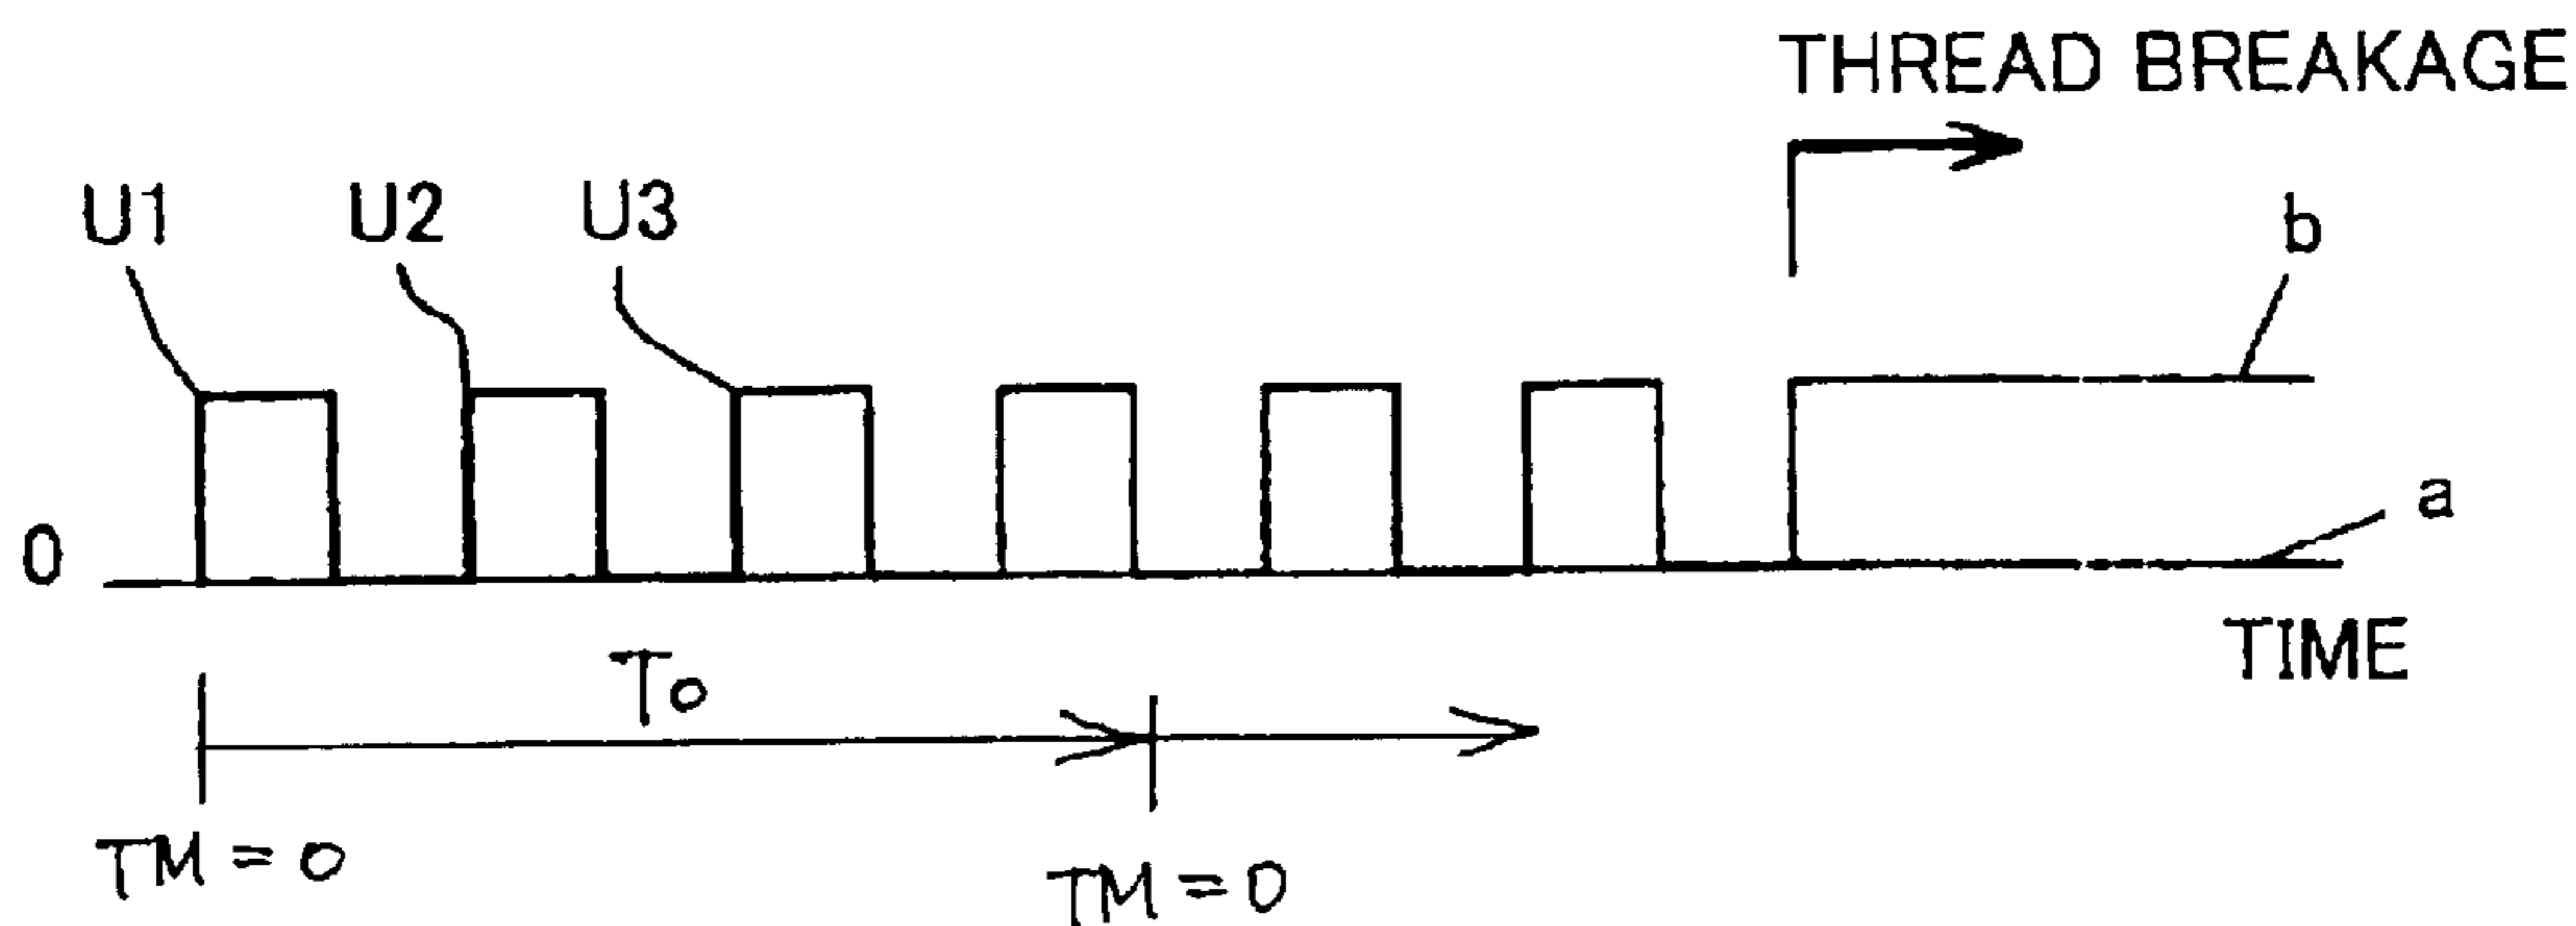 THREAD BREAKAGE
U1 U2 U3
b
a
0
TIME
To
TM = 0
TM = 0